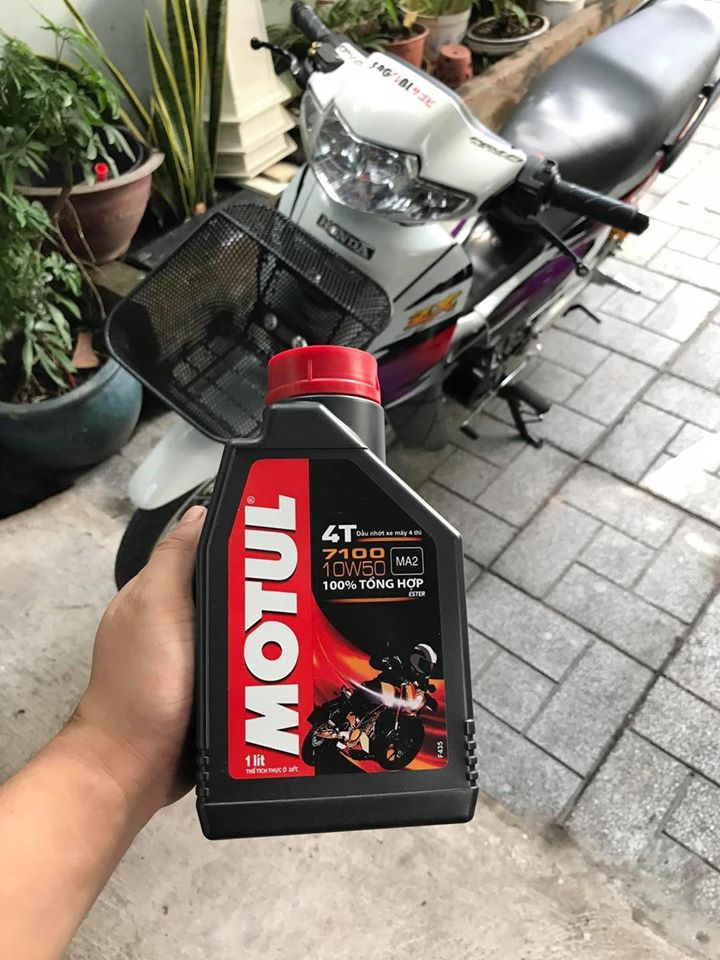 HONDA
ZX
MOTUL®
4T Dầu nhớt xe máy 4 thì
7100
10W50 MA2
100% TỔNG HỢP
ESTER
1 lít
THỂ TÍCH THỰC Ở 20°C
F435